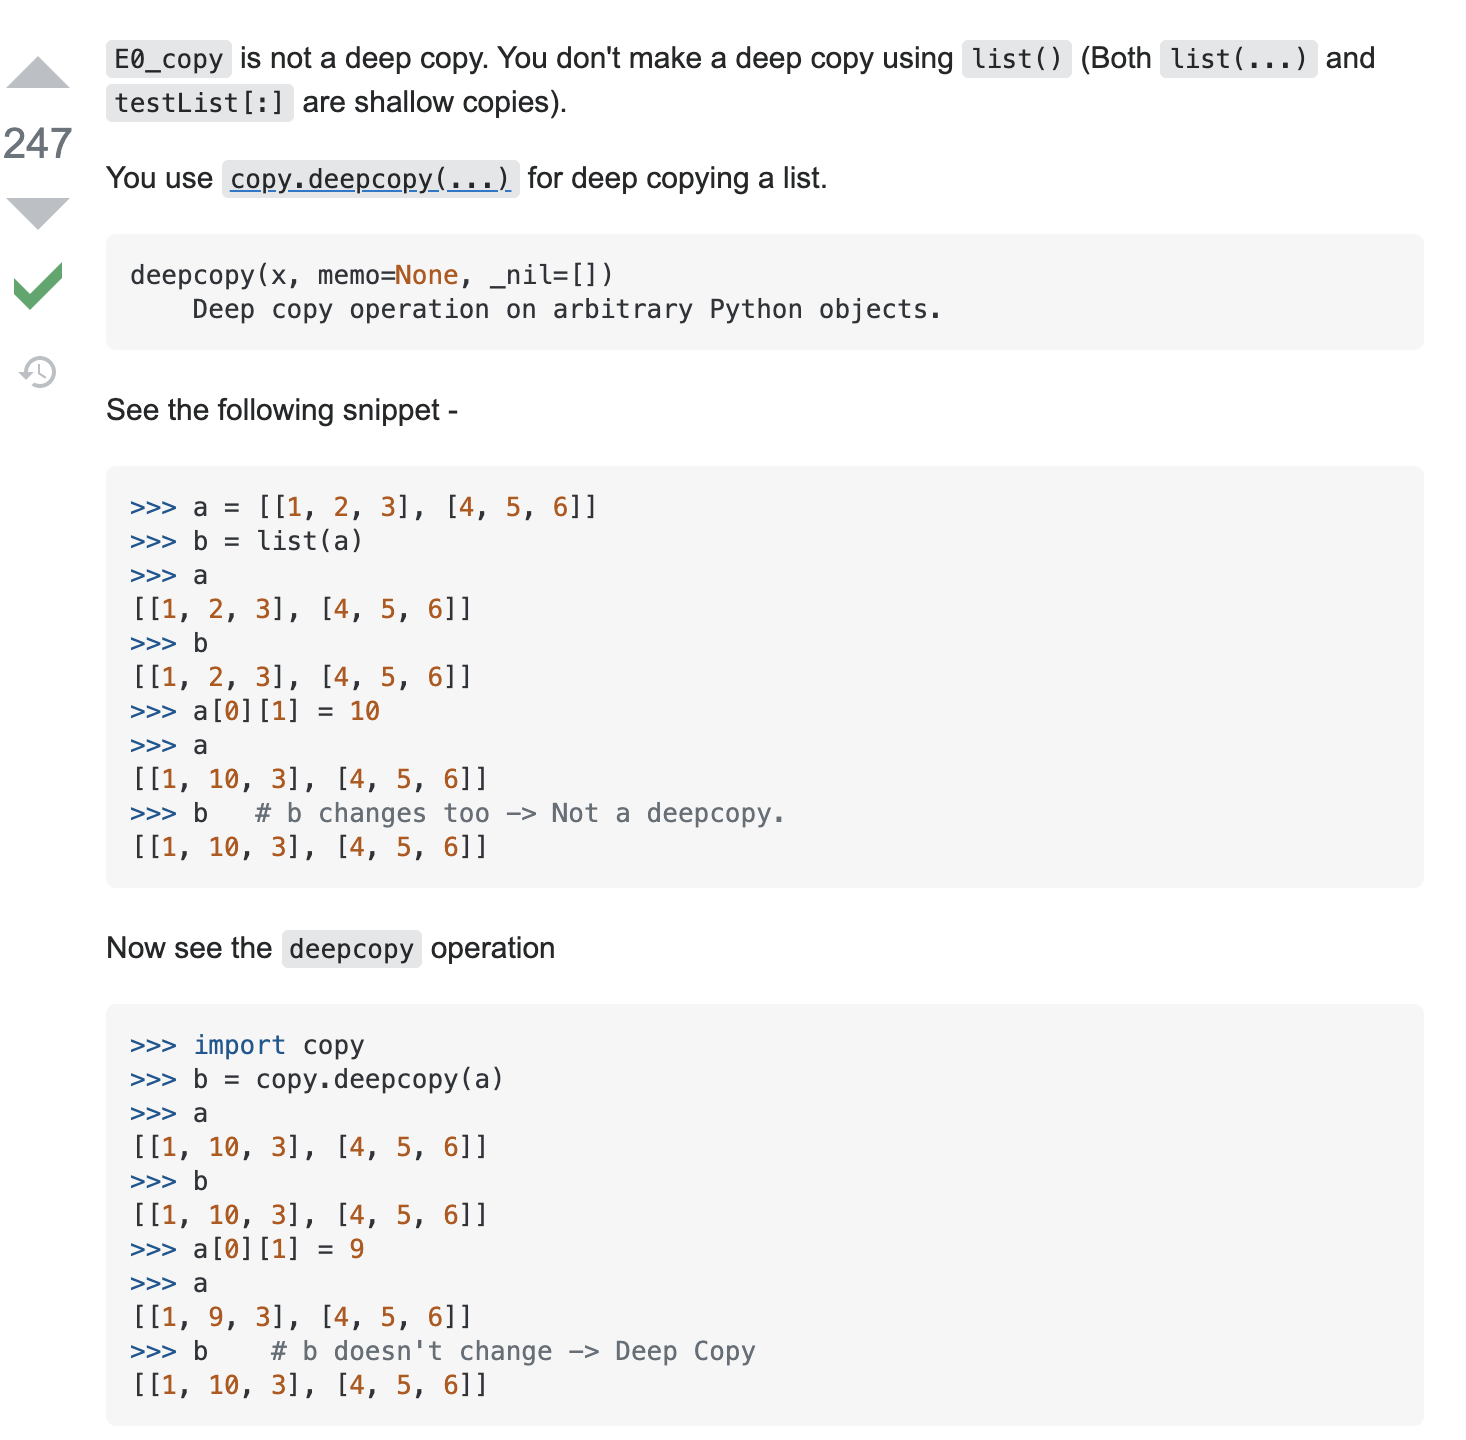 E0_copy is not a deep copy. You don't make a deep copy using list() (Both list(...) and
testList[:] are shallow copies).
247
You use copy.deepcopy(...) for deep copying a list.
deepcopy(x, memo=None, _nil=[])
    Deep copy operation on arbitrary Python objects.
See the following snippet -
>>> a = [[1, 2, 3], [4, 5, 6]]
>>> b = list(a)
>>> a
[[1, 2, 3], [4, 5, 6]]
>>> b
[[1, 2, 3], [4, 5, 6]]
>>> a[0][1] = 10
>>> a
[[1, 10, 3], [4, 5, 6]]
>>> b   # b changes too -> Not a deepcopy.
[[1, 10, 3], [4, 5, 6]]
Now see the deepcopy operation
>>> import copy
>>> b = copy.deepcopy(a)
>>> a
[[1, 10, 3], [4, 5, 6]]
>>> b
[[1, 10, 3], [4, 5, 6]]
>>> a[0][1] = 9
>>> a
[[1, 9, 3], [4, 5, 6]]
>>> b    # b doesn't change -> Deep Copy
[[1, 10, 3], [4, 5, 6]]